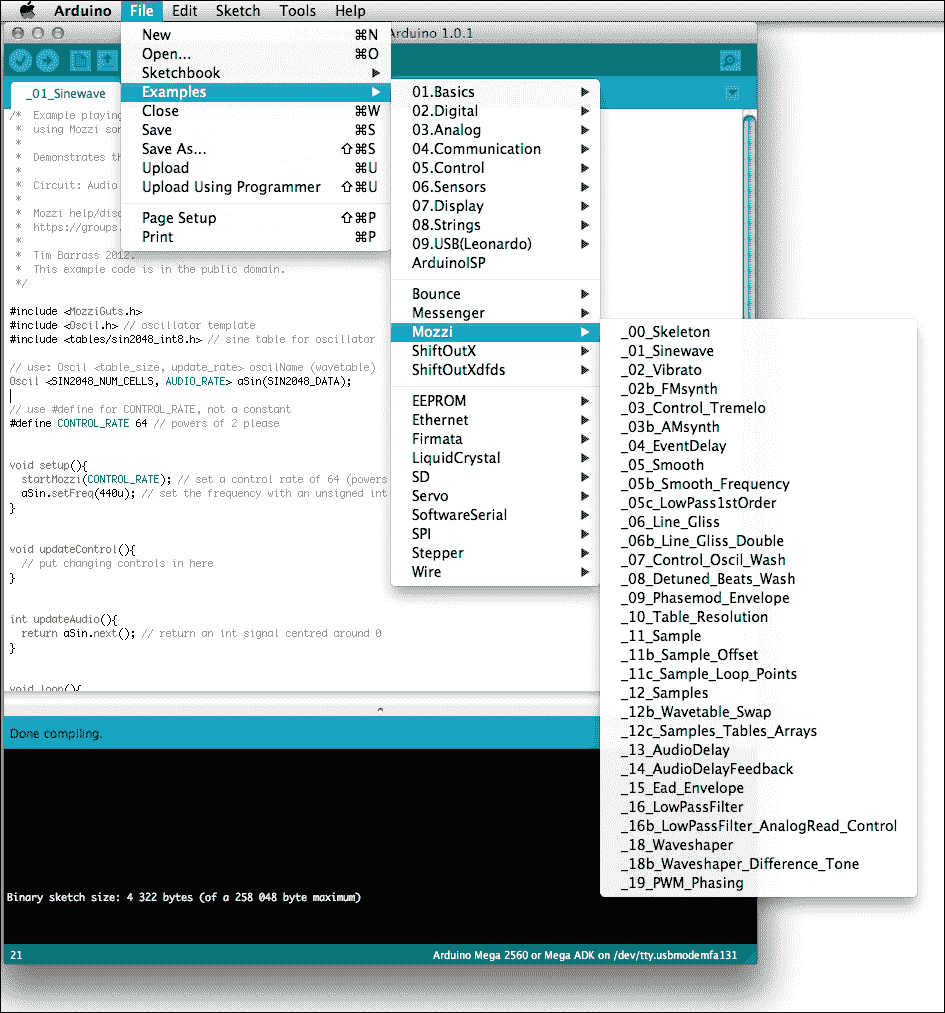 Arduino File Edit Sketch Tools Help
Arduino 1.0.1
New ⌘N
Open... ⌘O
Sketchbook
Examples
Close ⌘W
Save ⌘S
Save As... ⇧⌘S
Upload ⌘U
Upload Using Programmer ⇧⌘U
Page Setup ⇧⌘P
Print ⌘P
01.Basics
02.Digital
03.Analog
04.Communication
05.Control
06.Sensors
07.Display
08.Strings
09.USB(Leonardo)
ArduinoISP
Bounce
Messenger
Mozzi
ShiftOutX
ShiftOutXdfds
EEPROM
Ethernet
Firmata
LiquidCrystal
SD
Servo
SoftwareSerial
SPI
Stepper
Wire
_00_Skeleton
_01_Sinewave
_02_Vibrato
_02b_FMsynth
_03_Control_Tremelo
_03b_AMsynth
_04_EventDelay
_05_Smooth
_05b_Smooth_Frequency
_05c_LowPass1stOrder
_06_Line_Gliss
_06b_Line_Gliss_Double
_07_Control_Oscil_Wash
_08_Detuned_Beats_Wash
_09_Phasemod_Envelope
_10_Table_Resolution
_11_Sample
_11b_Sample_Offset
_11c_Sample_Loop_Points
_12_Samples
_12b_Wavetable_Swap
_12c_Samples_Tables_Arrays
_13_AudioDelay
_14_AudioDelayFeedback
_15_Ead_Envelope
_16_LowPassFilter
_16b_LowPassFilter_AnalogRead_Control
_18_Waveshaper
_18b_Waveshaper_Difference_Tone
_19_PWM_Phasing
_01_Sinewave
/* Example playing
* using Mozzi
*
* Demonstrates
*
* Circuit: Audio
*
* Mozzi
* https://groups.
*
* Tim Barrass 2012.
* This example code is in the public domain.
*/
#include <MozziGuts.h>
#include <Oscil.h> // oscillator template
#include <tables/sin2048_int8.h> // sine table for oscillator
// use: Oscil <table_size, update_rate> oscilName (wavetable)
Oscil <SIN2048_NUM_CELLS, AUDIO_RATE> aSin(SIN2048_DATA);
// use #define for CONTROL_RATE, not a constant
#define CONTROL_RATE 64 // powers of 2 please
void setup(){
startMozzi(CONTROL_RATE); // set a control rate of 64 (powers
aSin.setFreq(440u); // set the frequency with an unsigned int
}
void updateControl(){
// put changing controls in here
}
int updateAudio(){
return aSin.next(); // return an int signal centred around 0
}
void loop(){
Done compiling.
Binary sketch size: 4 322 bytes (of a 258 048 byte maximum)
21 Arduino Mega 2560 or Mega ADK on /dev/tty.usbmodemfa131